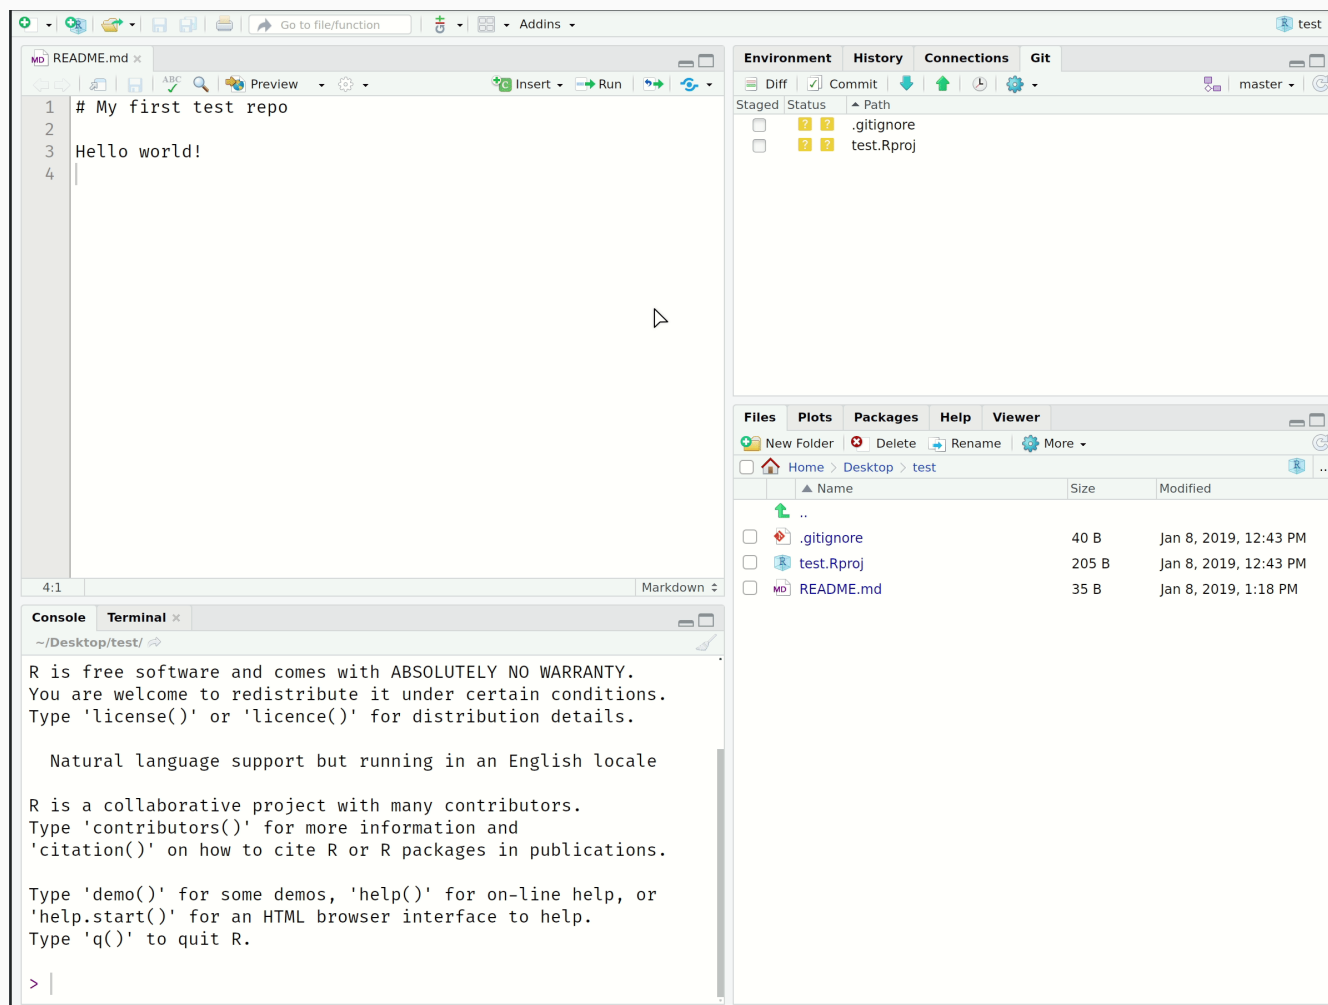 Go to file/function
Addins
test
README.md
ABC
Preview
Insert
Run
1 # My first test repo
2
3 Hello world!
4
4:1
Markdown
Console Terminal
~/Desktop/test/
R is free software and comes with ABSOLUTELY NO WARRANTY.
You are welcome to redistribute it under certain conditions.
Type 'license()' or 'licence()' for distribution details.
Natural language support but running in an English locale
R is a collaborative project with many contributors.
Type 'contributors()' for more information and
'citation()' on how to cite R or R packages in publications.
Type 'demo()' for some demos, 'help()' for on-line help, or
'help.start()' for an HTML browser interface to help.
Type 'q()' to quit R.
>
Environment History Connections Git
Diff Commit master
Staged Status Path
? ? .gitignore
? ? test.Rproj
Files Plots Packages Help Viewer
New Folder Delete Rename More
Home > Desktop > test
Name Size Modified
..
.gitignore 40 B Jan 8, 2019, 12:43 PM
test.Rproj 205 B Jan 8, 2019, 12:43 PM
README.md 35 B Jan 8, 2019, 1:18 PM